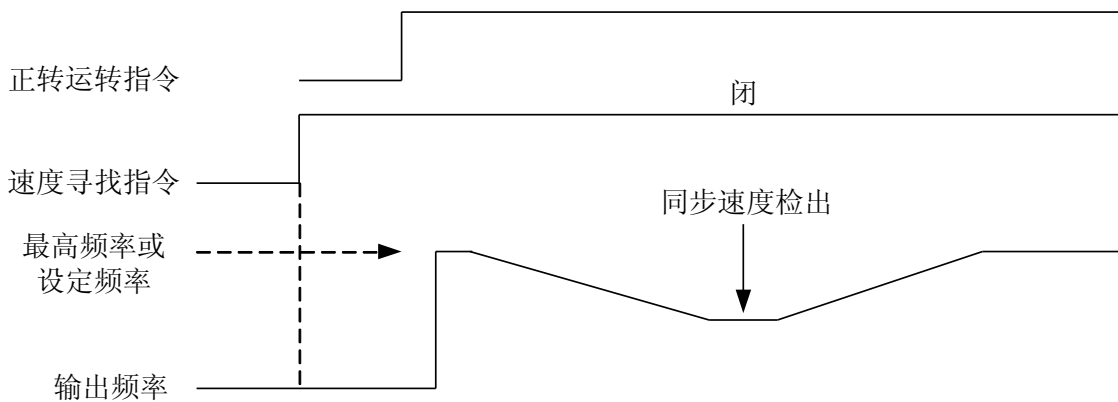 正转运转指令
闭
速度寻找指令
同步速度检出
最高频率或
设定频率
输出频率